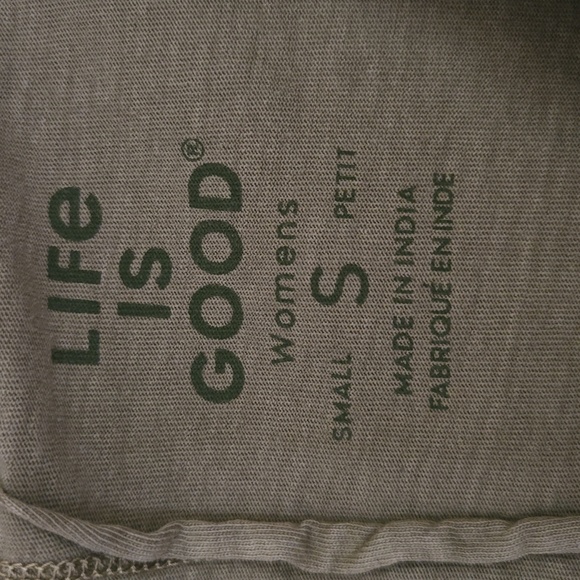 LIFe
IS
GOOD®
Womens
SMALL S PETIT
MADE IN INDIA
FABRIQUÉ EN INDE